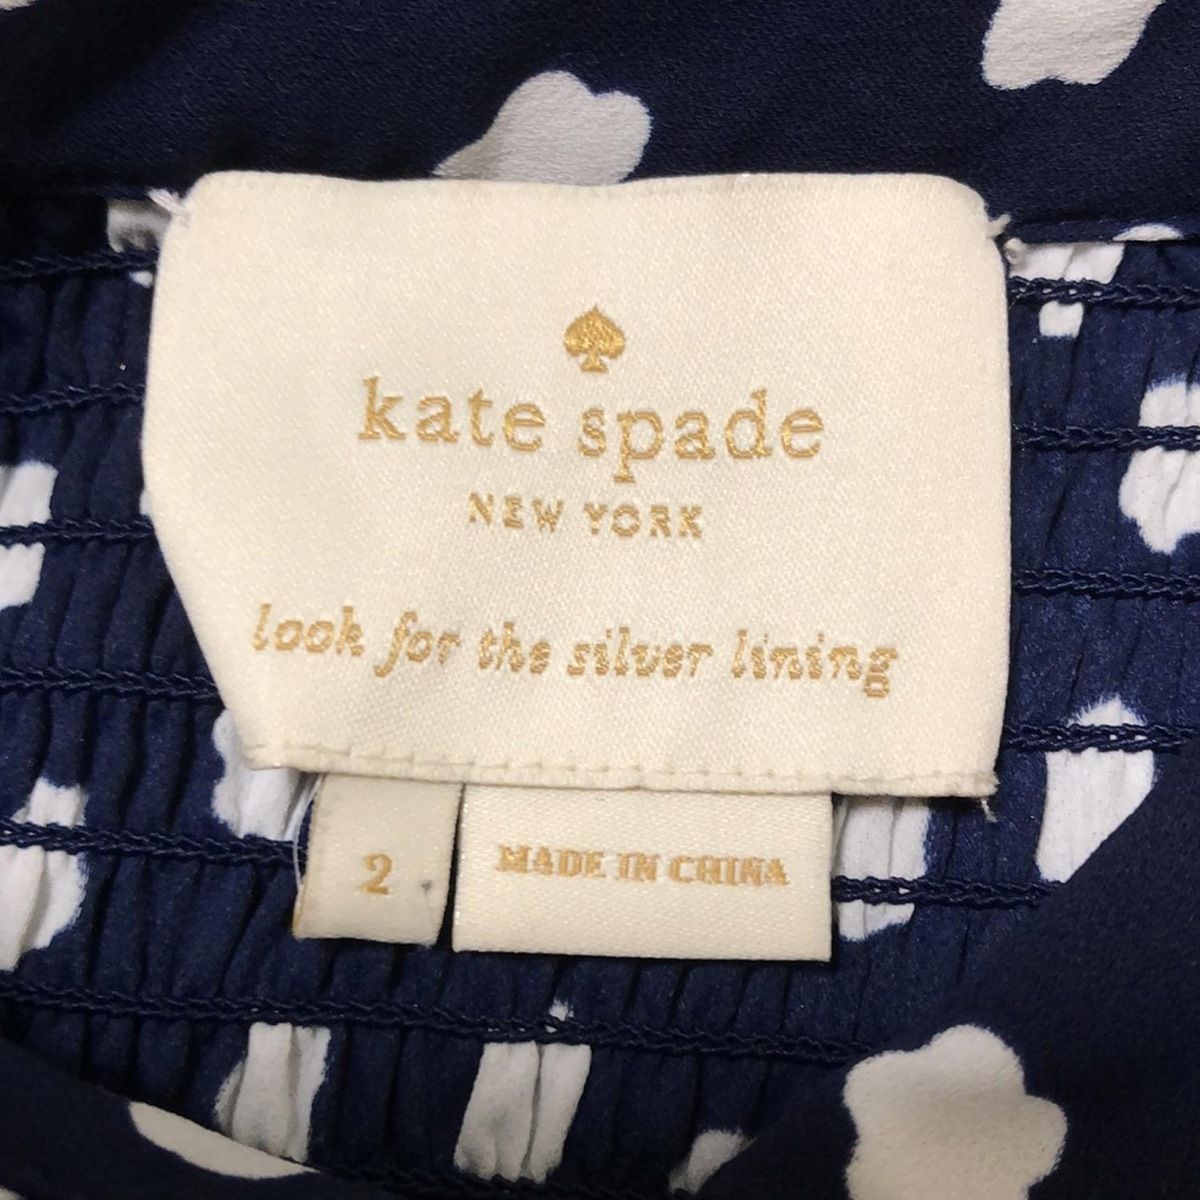 kate spade
NEW YORK
look for the silver lining
2
MADE IN CHINA